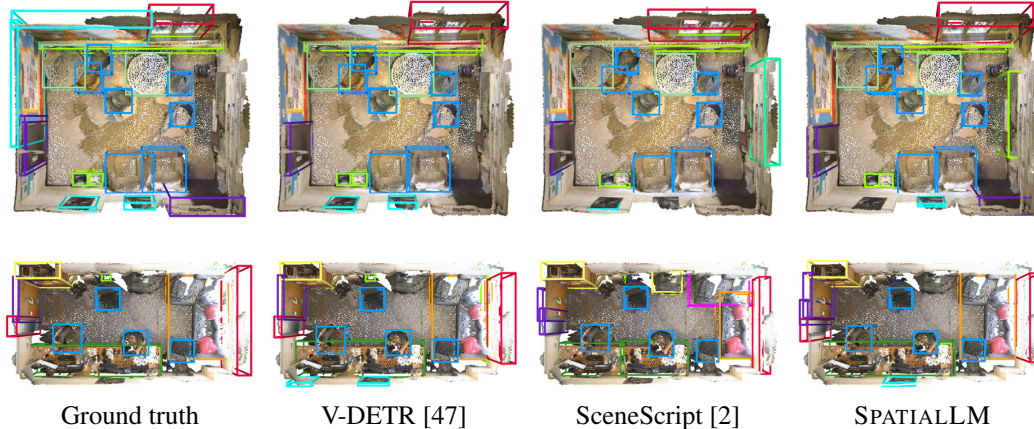 Ground truth
V-DETR [47]
SceneScript [2]
SPATIALLM